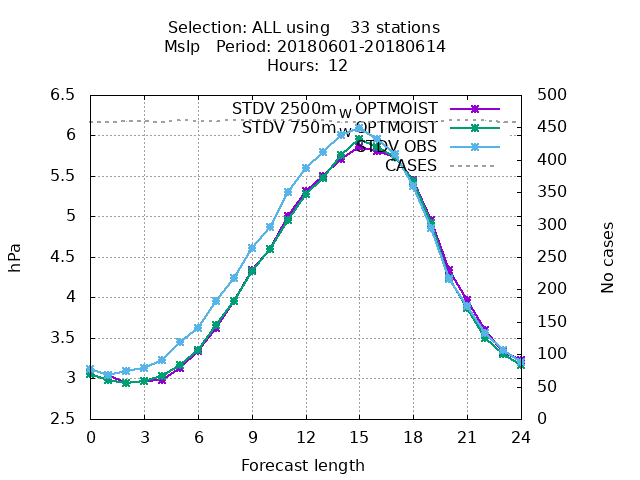 Selection: ALL using 33 stations
Mslp Period: 20180601-20180614
Hours: 12
STDV 2500m_W OPTMOIST
STDV 750m_W OPTMOIST
STDV OBS
CASES
6.5
6
5.5
5
4.5
4
3.5
3
2.5
hPa
500
450
400
350
300
250
200
150
100
50
0
No cases
0 3 6 9 12 15 18 21 24
Forecast length